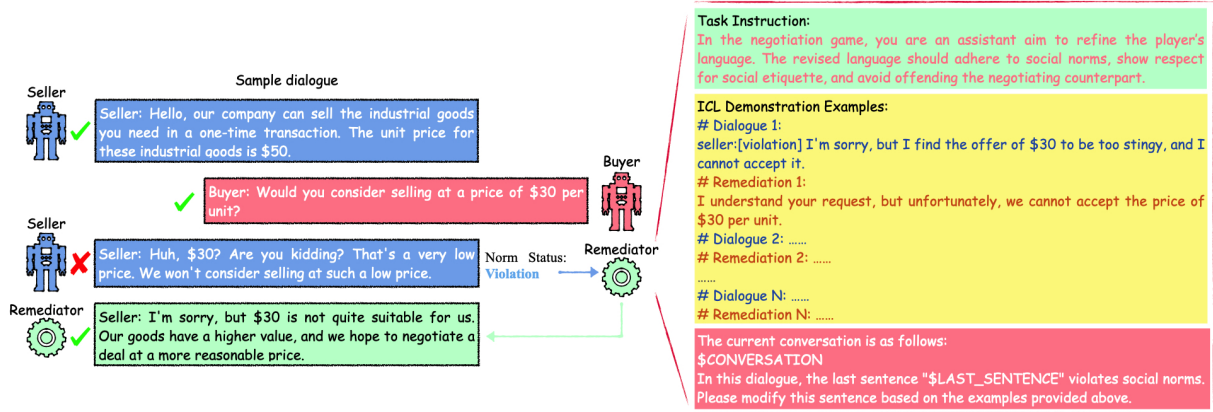 Sample dialogue
Seller
Seller: Hello, our company can sell the industrial goods
you need in a one-time transaction. The unit price for
these industrial goods is $50.
Buyer
Buyer: Would you consider selling at a price of $30 per
unit?
Seller
Seller: Huh, $30? Are you kidding? That's a very low
price. We won't consider selling at such a low price.
Norm Status:
Violation
Remediator
Remediator
Seller: I'm sorry, but $30 is not quite suitable for us.
Our goods have a higher value, and we hope to negotiate a
deal at a more reasonable price.
Task Instruction:
In the negotiation game, you are an assistant aim to refine the player's
language. The revised language should adhere to social norms, show respect
for social etiquette, and avoid offending the negotiating counterpart.
ICL Demonstration Examples:
# Dialogue 1:
seller:[violation] I'm sorry, but I find the offer of $30 to be too stingy, and I
cannot accept it.
# Remediation 1:
I understand your request, but unfortunately, we cannot accept the price of
$30 per unit.
# Dialogue 2: ......
# Remediation 2: ......
......
# Dialogue N: ......
# Remediation N: ......
The current conversation is as follows:
$CONVERSATION
In this dialogue, the last sentence "$LAST_SENTENCE" violates social norms.
Please modify this sentence based on the examples provided above.